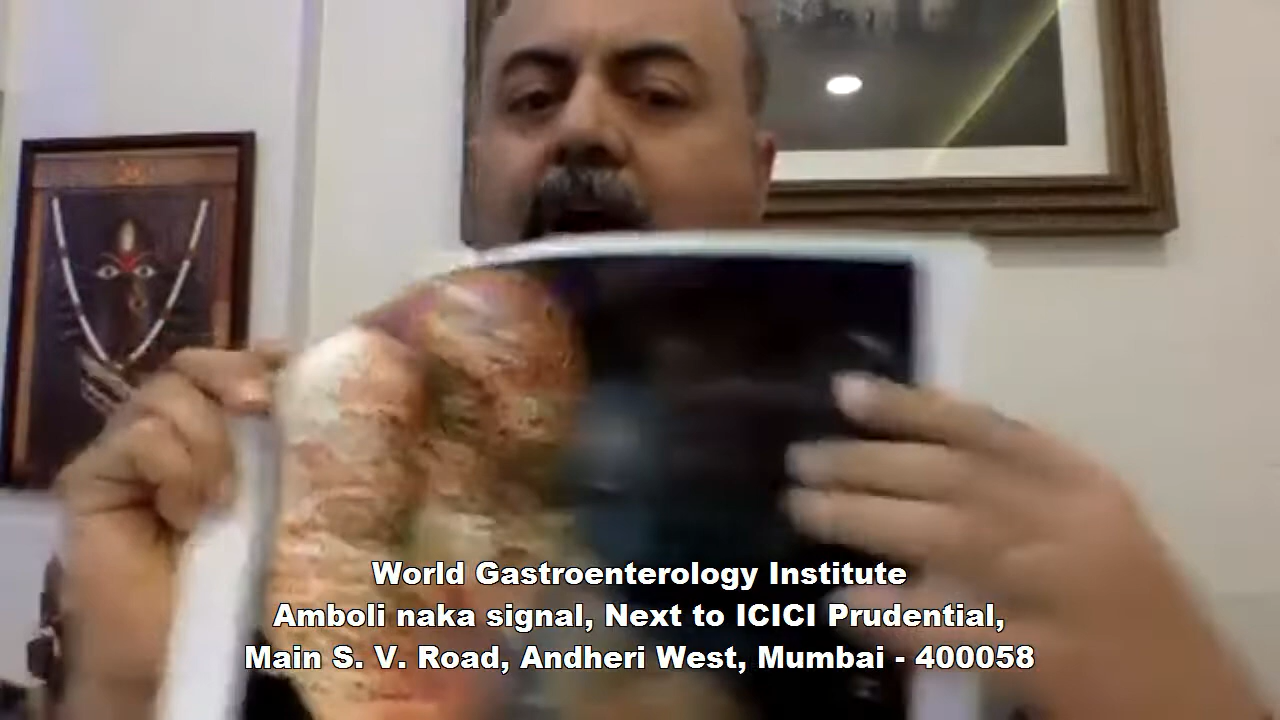 World Gastroenterology Institute
Amboli naka signal, Next to ICICI Prudential,
Main S. V. Road, Andheri West, Mumbai - 400058